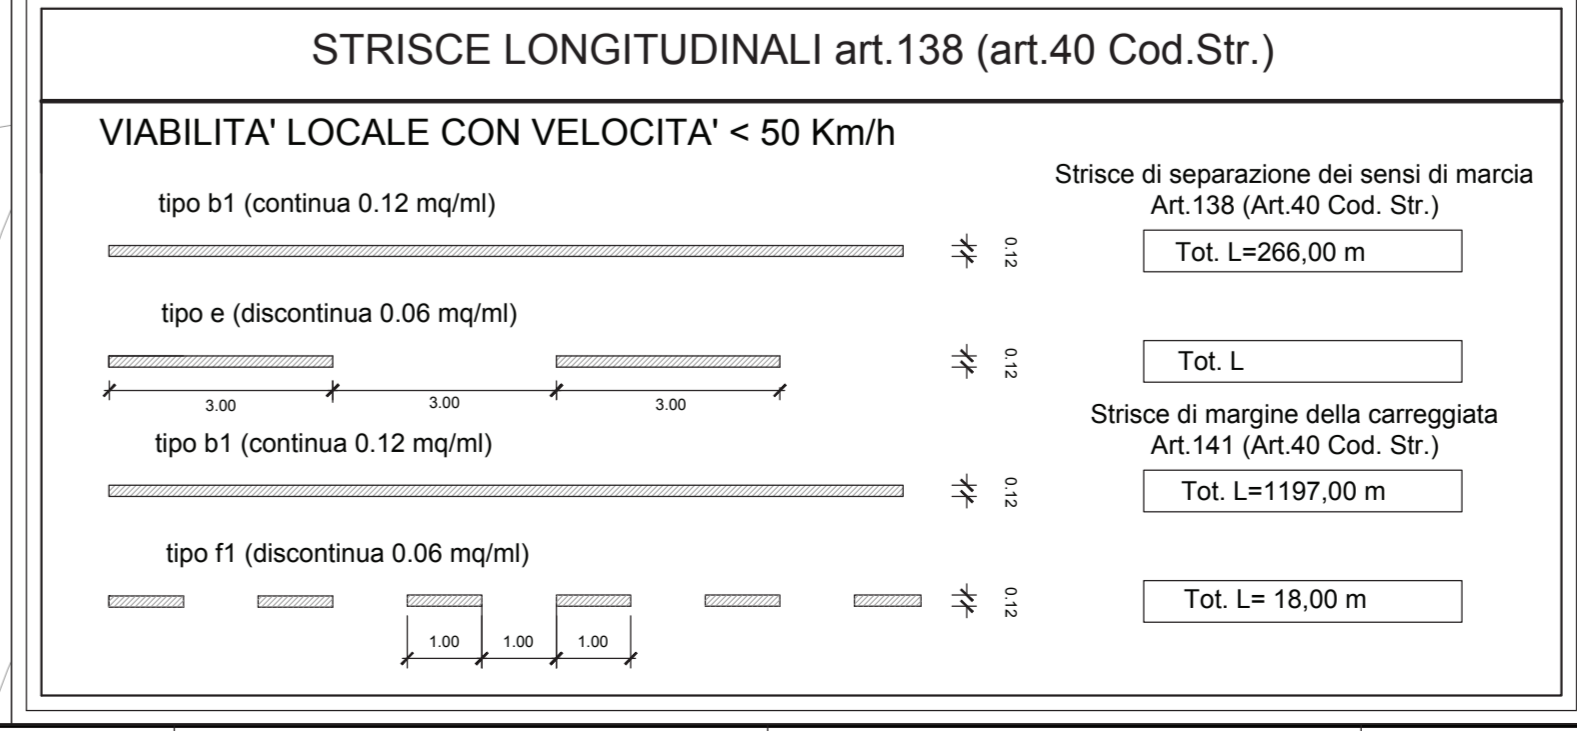 STRISCE LONGITUDINALI art.138 (art.40 Cod.Str.)
VIABILITA' LOCALE CON VELOCITA' < 50 Km/h
Strisce di separazione dei sensi di marcia
Art.138 (Art.40 Cod. Str.)
tipo b1 (continua 0.12 mq/ml)
0.12
Tot. L=266,00 m
tipo e (discontinua 0.06 mq/ml)
0.12
Tot. L
3.00
3.00
3.00
Strisce di margine della carreggiata
Art.141 (Art.40 Cod. Str.)
tipo b1 (continua 0.12 mq/ml)
0.12
Tot. L=1197,00 m
tipo f1 (discontinua 0.06 mq/ml)
0.12
Tot. L= 18,00 m
1.00
1.00
1.00